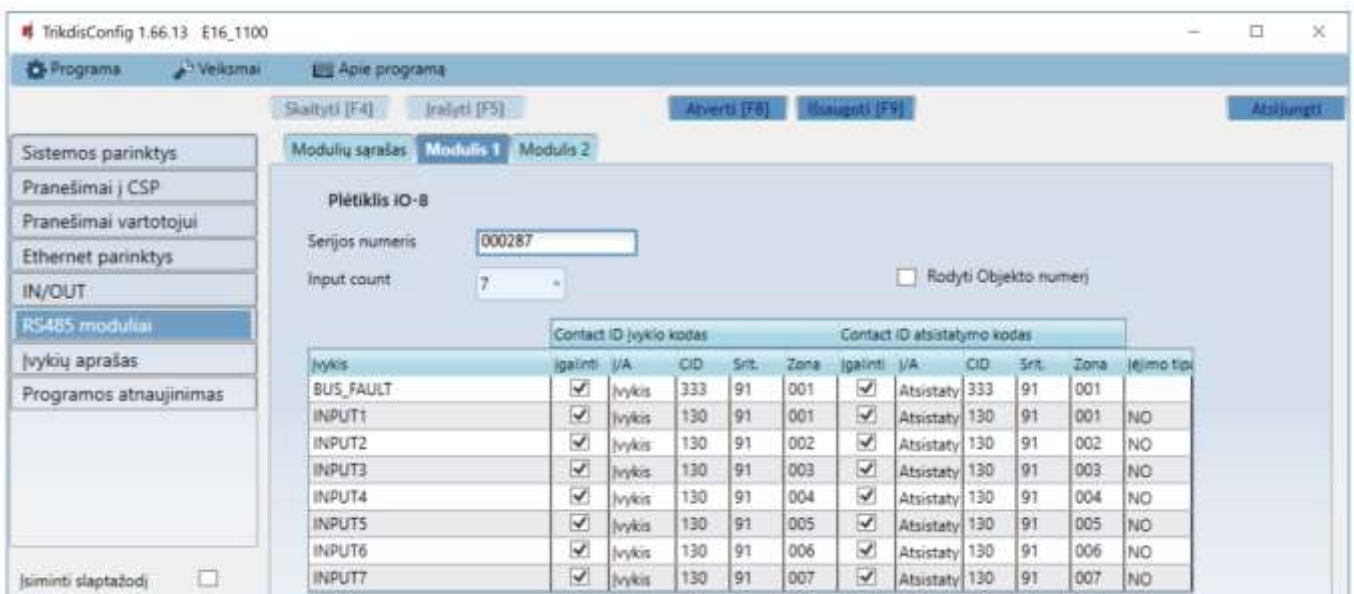 TrikdisConfig 1.66.13 E16_1100
Programa Veiksmai Apie programą
Skaityti [F4] Įrašyti [F5] Atverti [F8] Išsaugoti [F9] Atsijungti
Sistemos parinktys
Pranešimai į CSP
Pranešimai vartotojui
Ethernet parinktys
IN/OUT
RS485 moduliai
Įvykių aprašas
Programos atnaujinimas
Įsiminti slaptažodį
Modulių sąrašas Modulis 1 Modulis 2
Plėtiklis iO-8
Serijos numeris 000287
Input count 7 Rodyti Objekto numerį
Contact ID Įvykio kodas Contact ID atsistatymo kodas
Įvykis Įgalinti Į/A CID Srit. Zona Įgalinti Į/A CID Srit. Zona Įėjimo tipa
BUS_FAULT Įvykis 333 91 001 Atsistaty 333 91 001
INPUT1 Įvykis 130 91 001 Atsistaty 130 91 001 NO
INPUT2 Įvykis 130 91 002 Atsistaty 130 91 002 NO
INPUT3 Įvykis 130 91 003 Atsistaty 130 91 003 NO
INPUT4 Įvykis 130 91 004 Atsistaty 130 91 004 NO
INPUT5 Įvykis 130 91 005 Atsistaty 130 91 005 NO
INPUT6 Įvykis 130 91 006 Atsistaty 130 91 006 NO
INPUT7 Įvykis 130 91 007 Atsistaty 130 91 007 NO